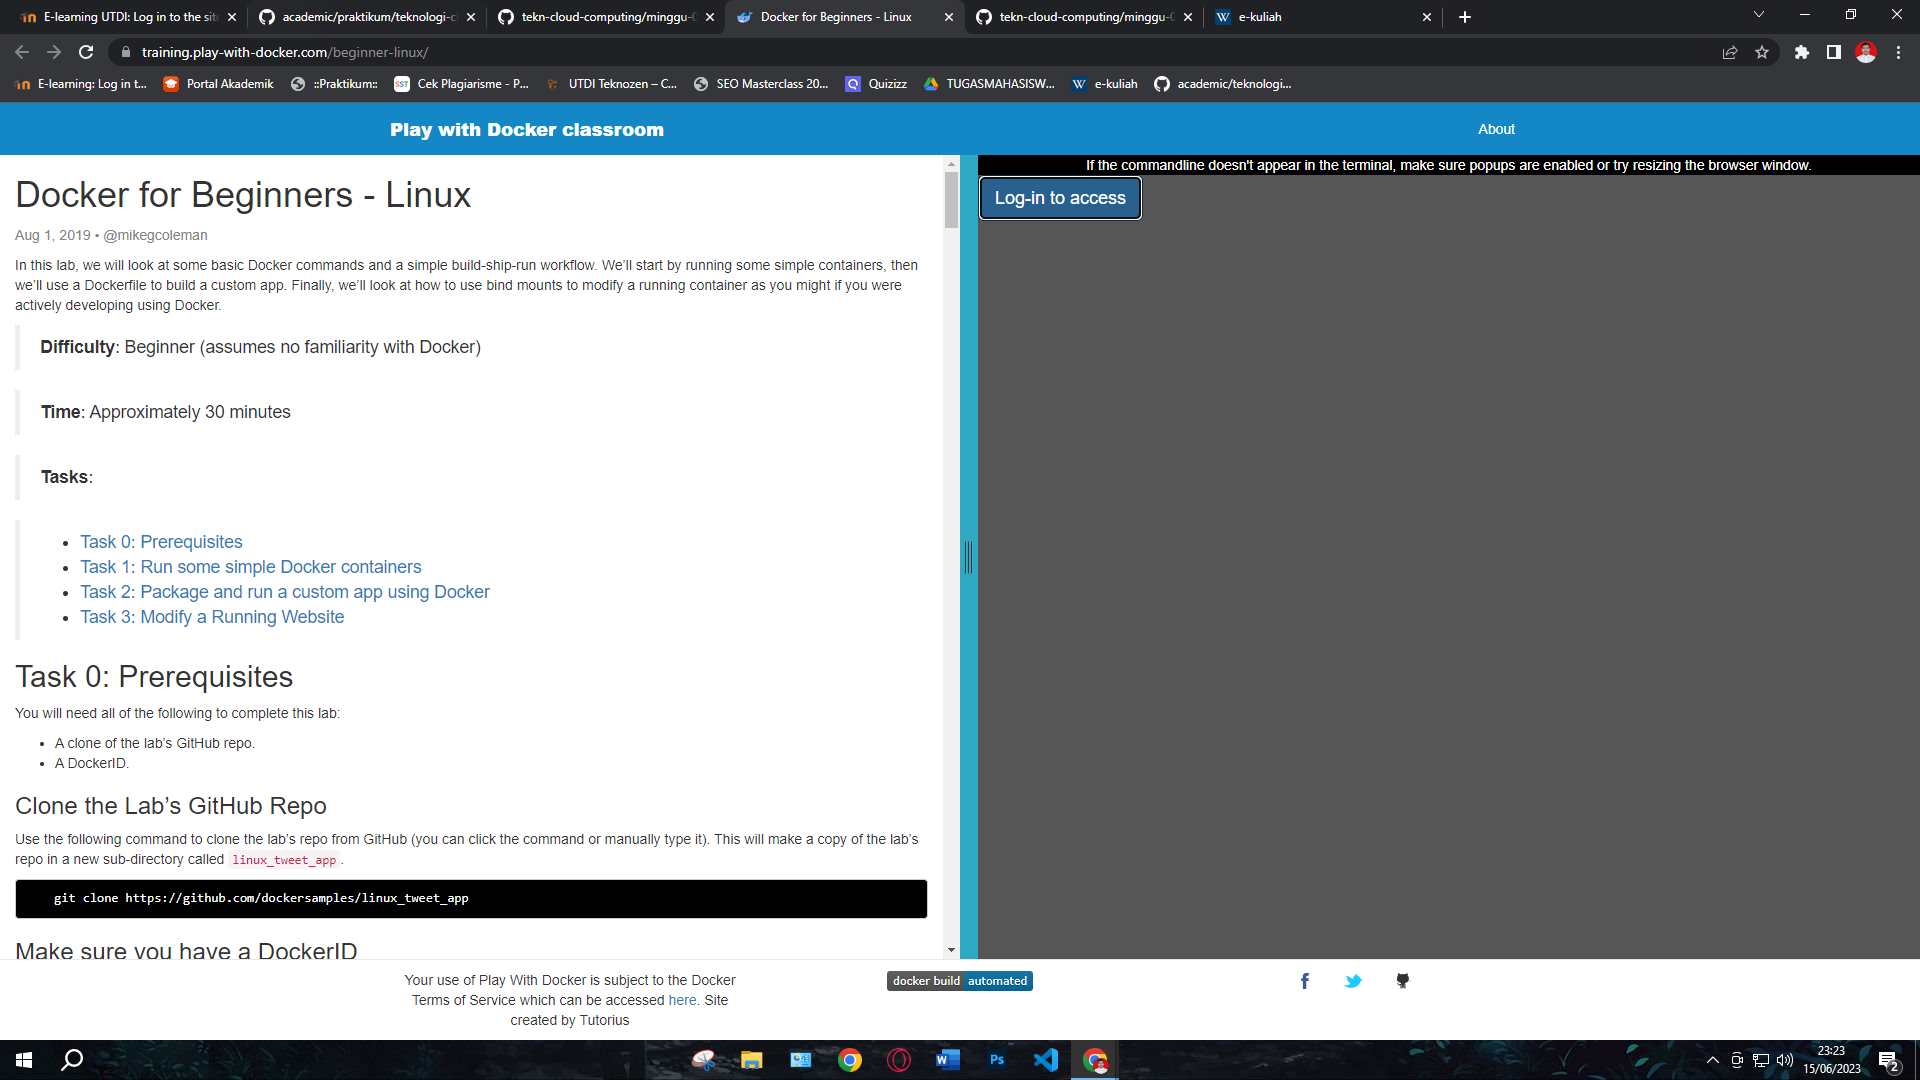 E-learning UTDI: Log in to the sit
academic/praktikum/teknologi-cl
tekn-cloud-computing/minggu-0
Docker for Beginners - Linux
tekn-cloud-computing/minggu-0
e-kuliah
training.play-with-docker.com/beginner-linux/
E-learning: Log in t...
Portal Akademik
::Praktikum::
Cek Plagiarisme - P...
UTDI Teknozen – C...
SEO Masterclass 20...
Quizizz
TUGASMAHASISW...
e-kuliah
academic/teknologi...
Play with Docker classroom
About
Docker for Beginners - Linux
Aug 1, 2019 • @mikegcoleman
In this lab, we will look at some basic Docker commands and a simple build-ship-run workflow. We’ll start by running some simple containers, then
we’ll use a Dockerfile to build a custom app. Finally, we’ll look at how to use bind mounts to modify a running container as you might if you were
actively developing using Docker.
Difficulty: Beginner (assumes no familiarity with Docker)
Time: Approximately 30 minutes
Tasks:
• Task 0: Prerequisites
• Task 1: Run some simple Docker containers
• Task 2: Package and run a custom app using Docker
• Task 3: Modify a Running Website
Task 0: Prerequisites
You will need all of the following to complete this lab:
• A clone of the lab’s GitHub repo.
• A DockerID.
Clone the Lab’s GitHub Repo
Use the following command to clone the lab’s repo from GitHub (you can click the command or manually type it). This will make a copy of the lab’s
repo in a new sub-directory called linux_tweet_app.
git clone https://github.com/dockersamples/linux_tweet_app
Make sure you have a DockerID
If the commandline doesn't appear in the terminal, make sure popups are enabled or try resizing the browser window.
Log-in to access
Your use of Play With Docker is subject to the Docker
Terms of Service which can be accessed here. Site
created by Tutorius
docker build automated
23:23
15/06/2023
2